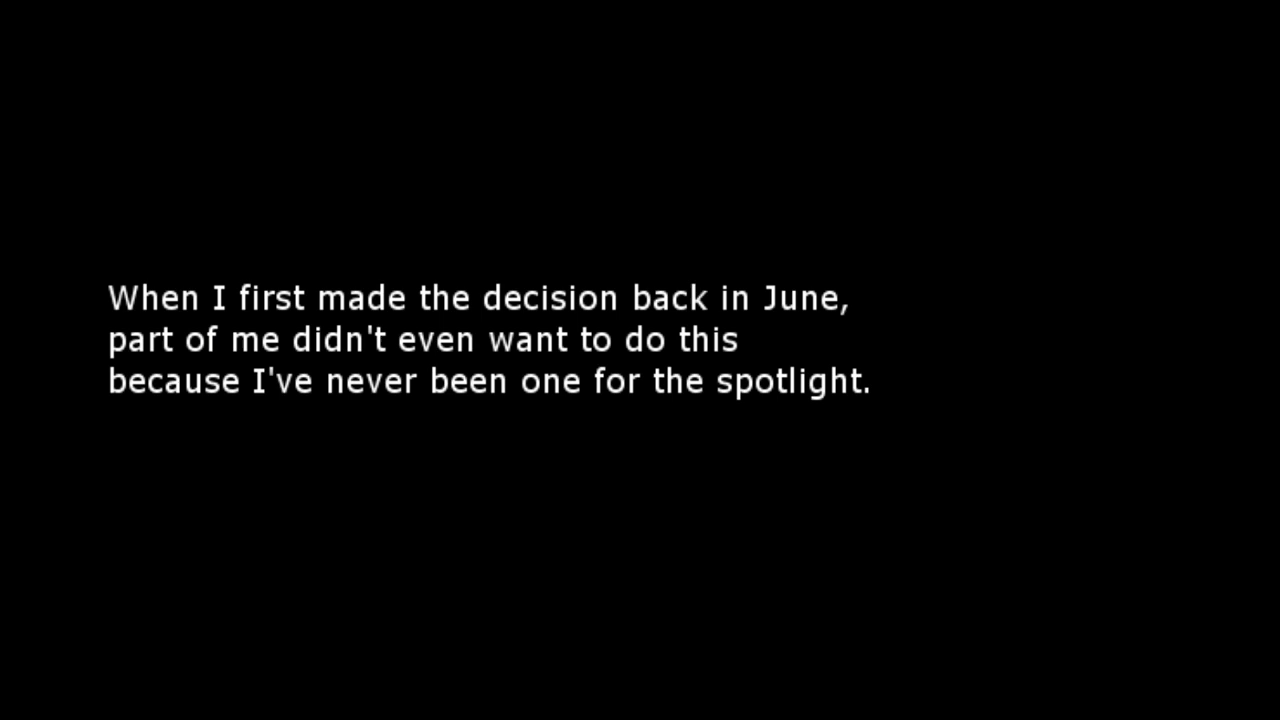 When I first made the decision back in June,
part of me didn't even want to do this
because I've never been one for the spotlight.